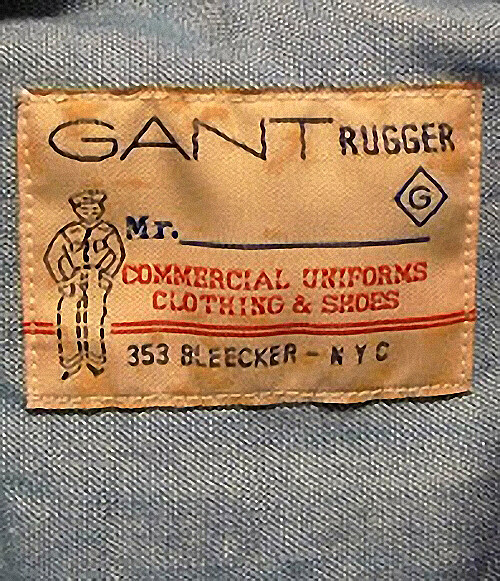 GANT RUGGER
G
Mr.
COMMERCIAL UNIFORMS
CLOTHING & SHOES
353 BLEECKER - NYC